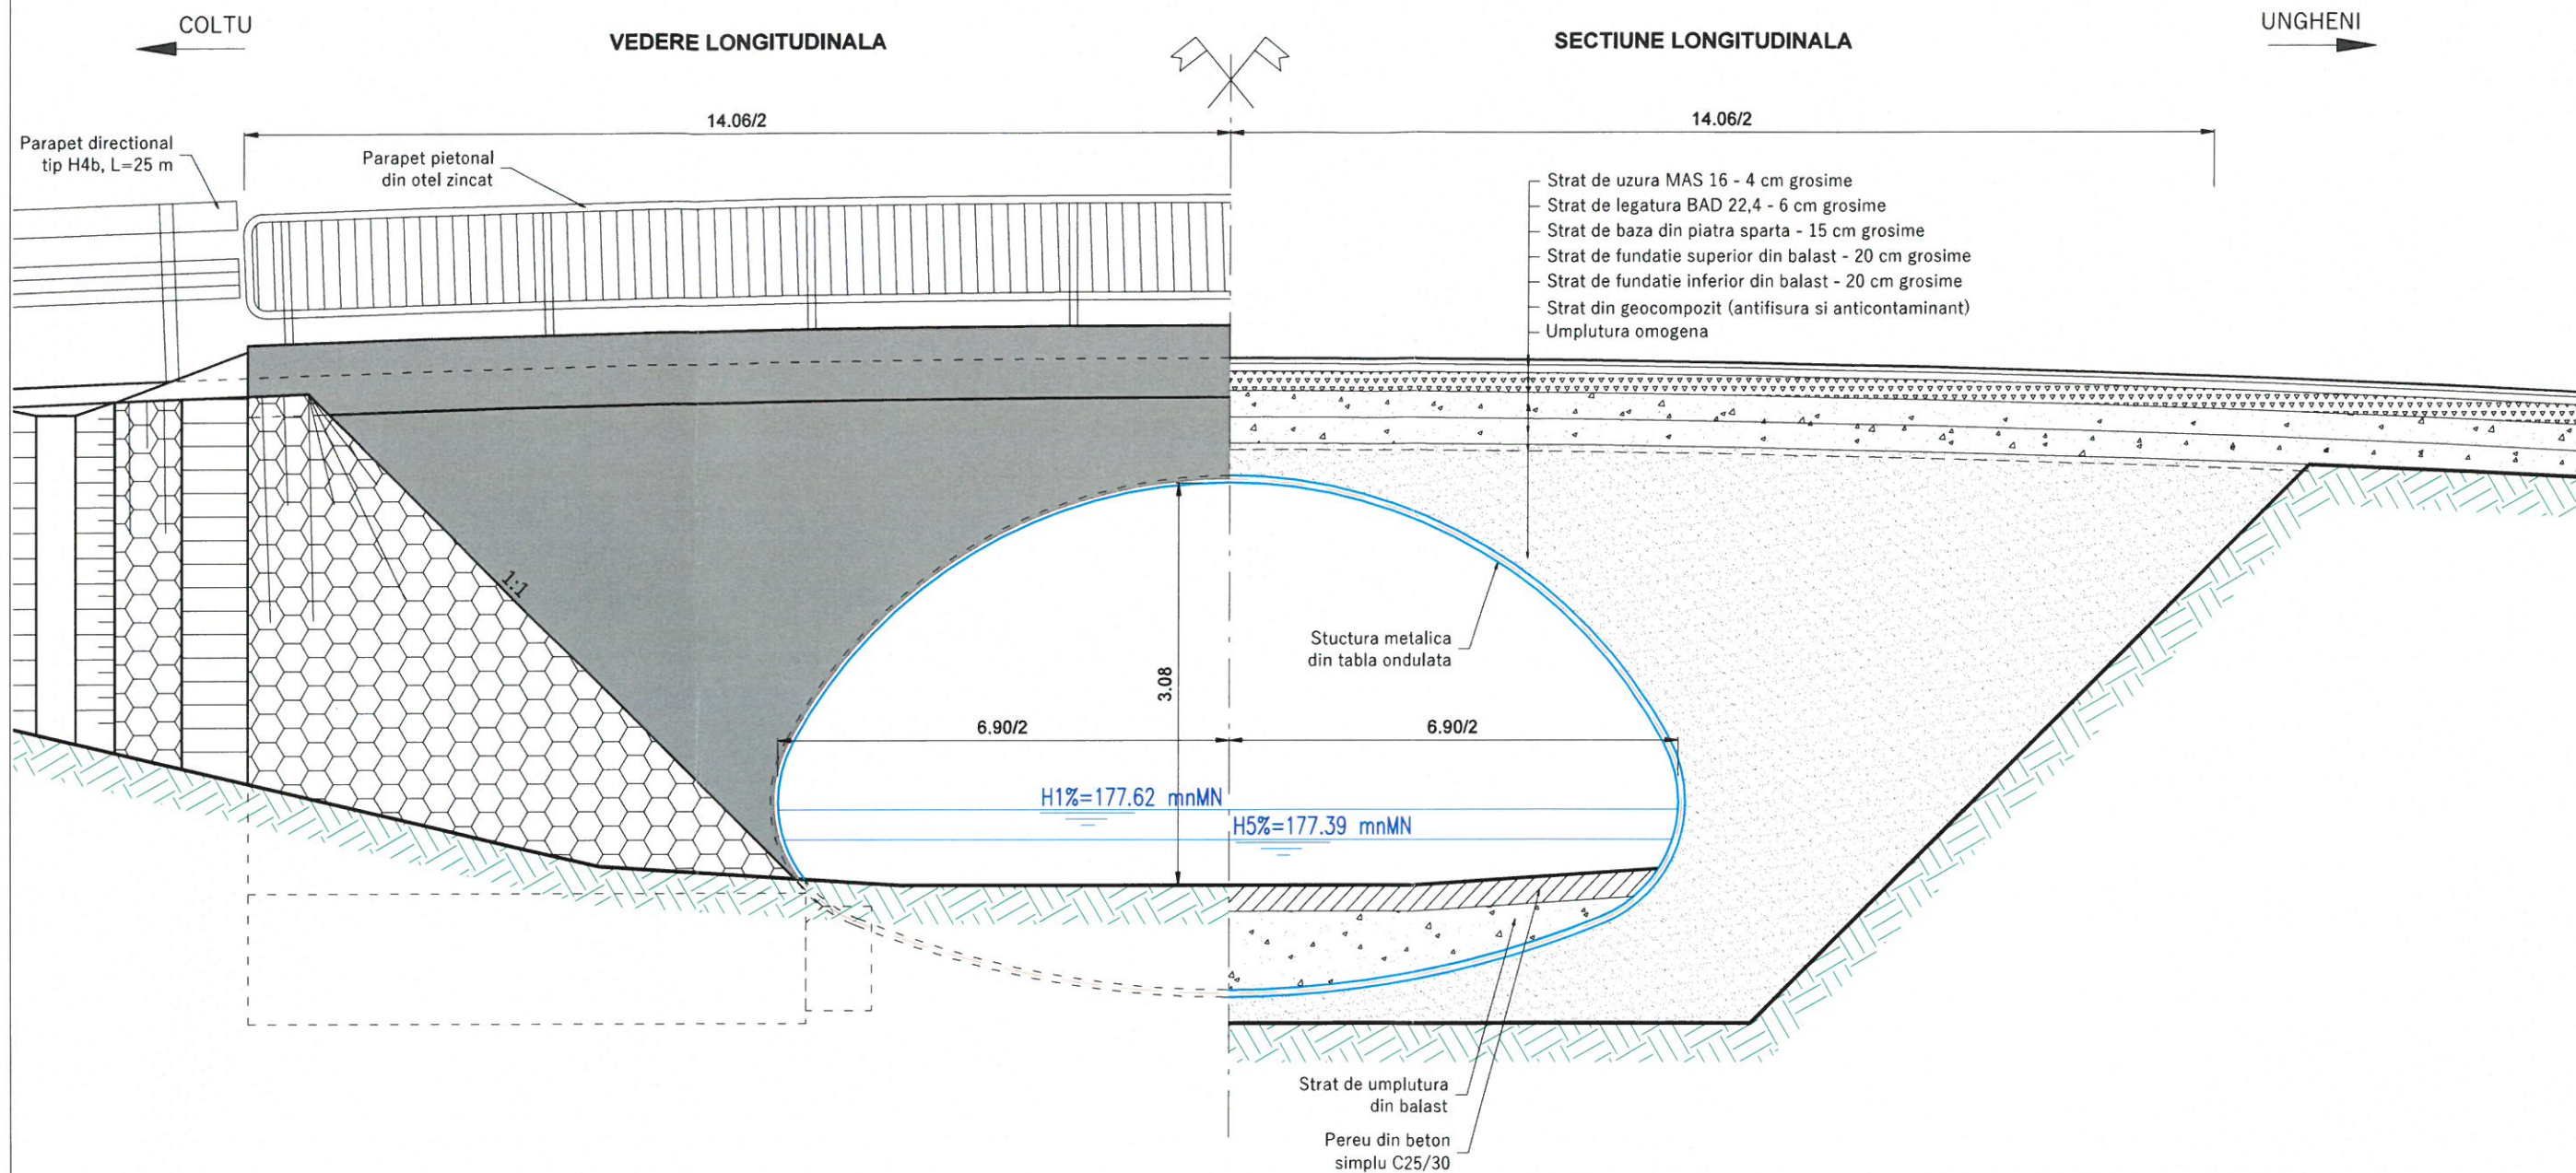 COLTU
VEDERE LONGITUDINALA
SECTIUNE LONGITUDINALA
UNGHENI
14.06/2
14.06/2
Parapet directional
tip H4b, L=25 m
Parapet pietonal
din otel zincat
Strat de uzura MAS 16 - 4 cm grosime
Strat de legatura BAD 22,4 - 6 cm grosime
Strat de baza din piatra sparta - 15 cm grosime
Strat de fundatie superior din balast - 20 cm grosime
Strat de fundatie inferior din balast - 20 cm grosime
Strat din geocompozit (antifisura si anticontaminant)
Umplutura omogena
1:1
Stuctura metalica
din tabla ondulata
3.08
6.90/2
6.90/2
H1%=177.62 mnMN
H5%=177.39 mnMN
Strat de umplutura
din balast
Pereu din beton
simplu C25/30